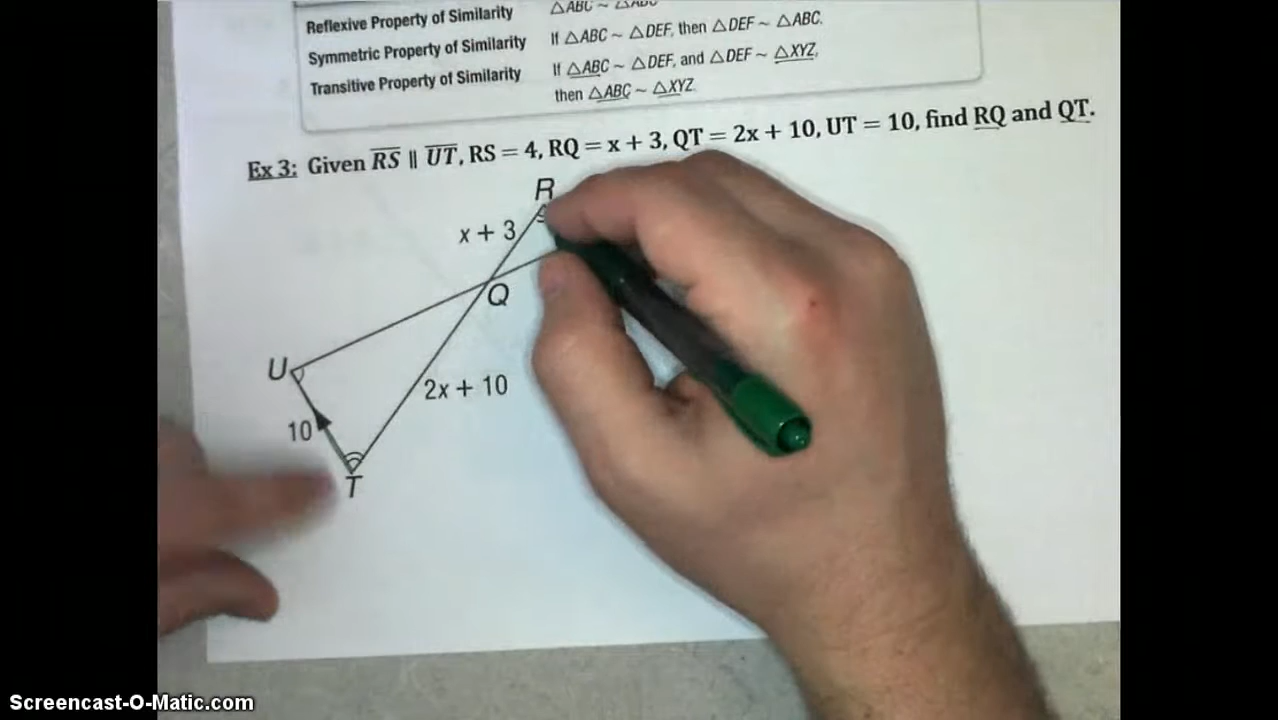 Reflexive Property of Similarity △ABC ~ △ABC
Symmetric Property of Similarity If △ABC ~ △DEF, then △DEF ~ △ABC.
Transitive Property of Similarity If △ABC ~ △DEF, and △DEF ~ △XYZ,
then △ABC ~ △XYZ.
Ex 3: Given RS ∥ UT, RS = 4, RQ = x + 3, QT = 2x + 10, UT = 10, find RQ and QT.
R
x + 3
Q
U
2x + 10
10
T
Screencast-O-Matic.com